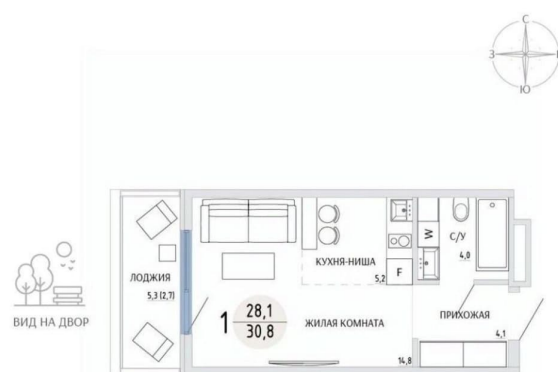 С
З
Ю
W
С/У
4,0
КУХНЯ-НИША
5,2
F
ЛОДЖИЯ
5,3 (2,7)
ВИД НА ДВОР
1
28,1
30,8
ЖИЛАЯ КОМНАТА
14,8
ПРИХОЖАЯ
4,1